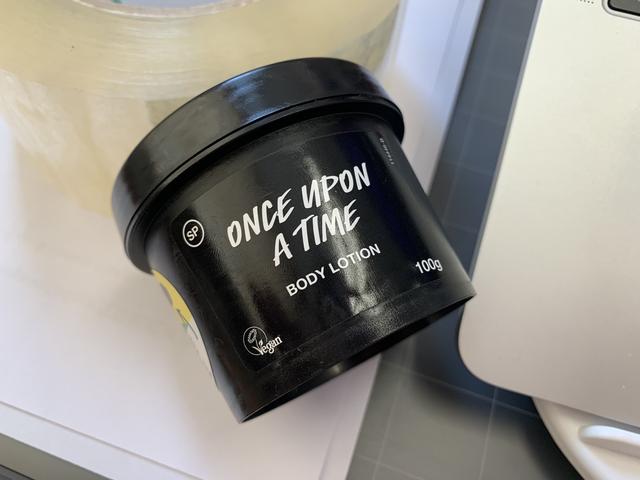 SP
ONCE UPON
A TIME
BODY LOTION
100g
Vegan